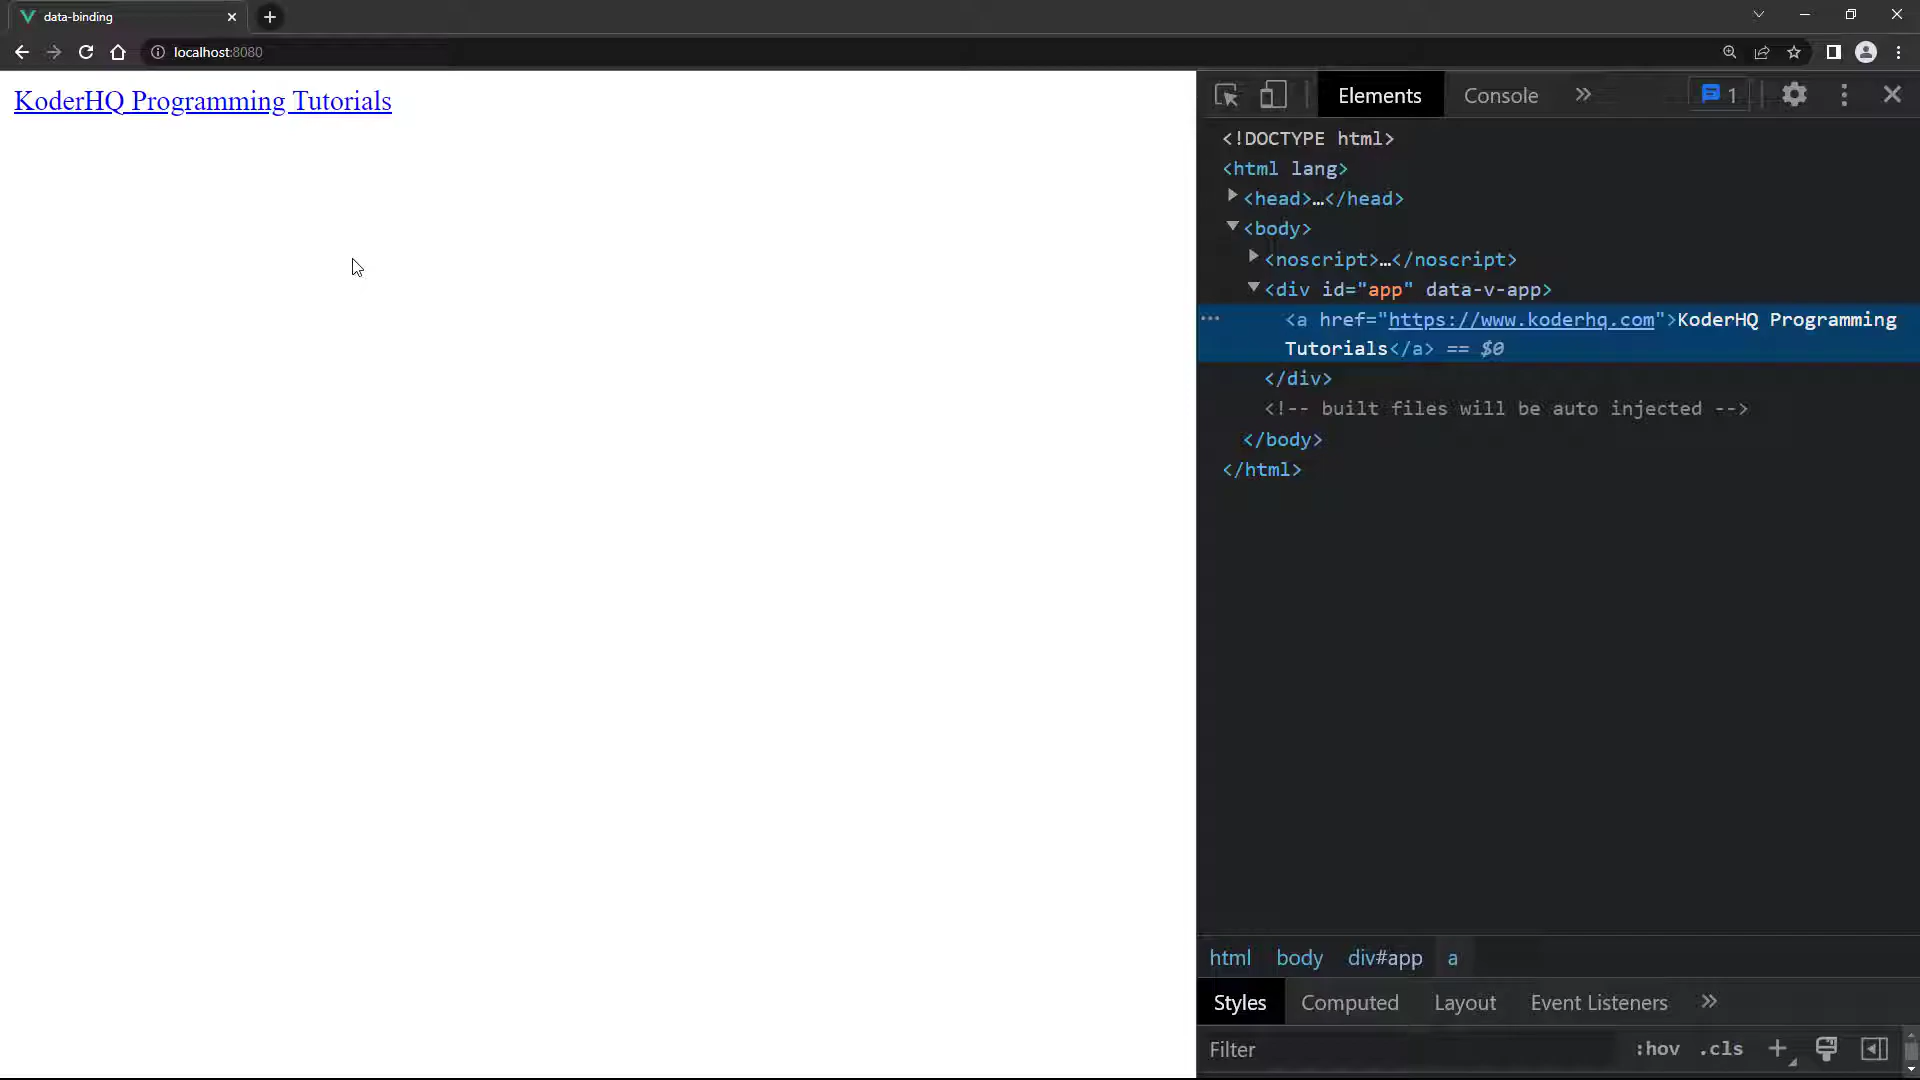 data-binding
localhost:8080
KoderHQ Programming Tutorials
Elements
Console
1
<!DOCTYPE html>
<html lang>
<head>…</head>
<body>
<noscript>…</noscript>
<div id="app" data-v-app>
<a href="https://www.koderhq.com">KoderHQ Programming
Tutorials</a> == $0
</div>
<!-- built files will be auto injected -->
</body>
</html>
html body div#app a
Styles Computed Layout Event Listeners
Filter :hov .cls